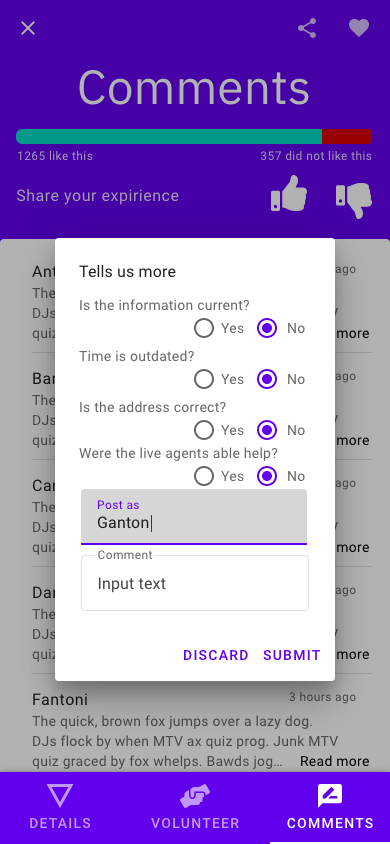 Comments
1265 like this
357 did not like this
Share your expirience
Ant
ago
The
DJs
quiz
more
Tells us more
Is the information current?
Yes
No
Time is outdated?
Yes
No
Is the address correct?
Yes
No
Were the live agents able help?
Yes
No
Post as
Ganton
Comment
Input text
DISCARD
SUBMIT
Bar
ago
The
DJs
quiz
more
Car
ago
The
DJs
quiz
more
Dar
ago
The
DJs
quiz
more
Fantoni
3 hours ago
The quick, brown fox jumps over a lazy dog.
DJs flock by when MTV ax quiz prog. Junk MTV
quiz graced by fox whelps. Bawds jog… Read more
DETAILS
VOLUNTEER
COMMENTS